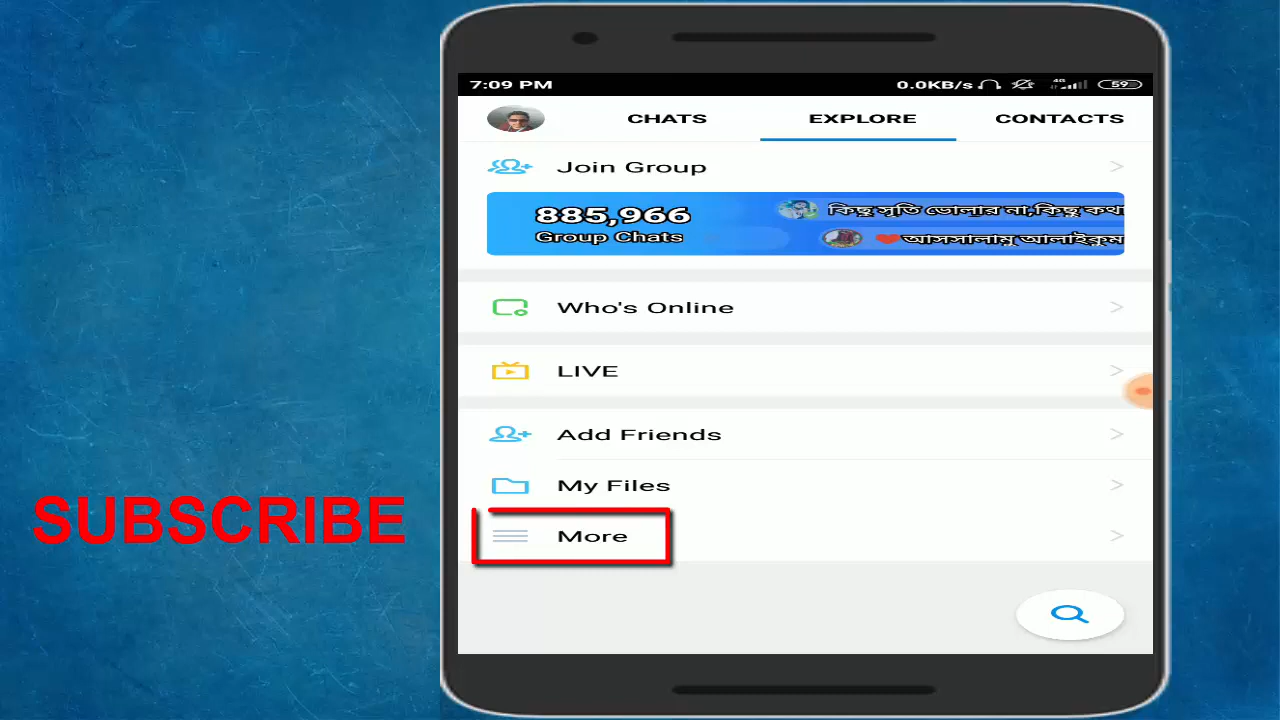 7:09 PM 0.0KB/s 4G 59
CHATS EXPLORE CONTACTS
Join Group
885,966
Group Chats
কিছু সৃতি ভোলার না,কিছু কথা
❤আসসালামু আলাইকুম
Who's Online
LIVE
Add Friends
My Files
SUBSCRIBE
More